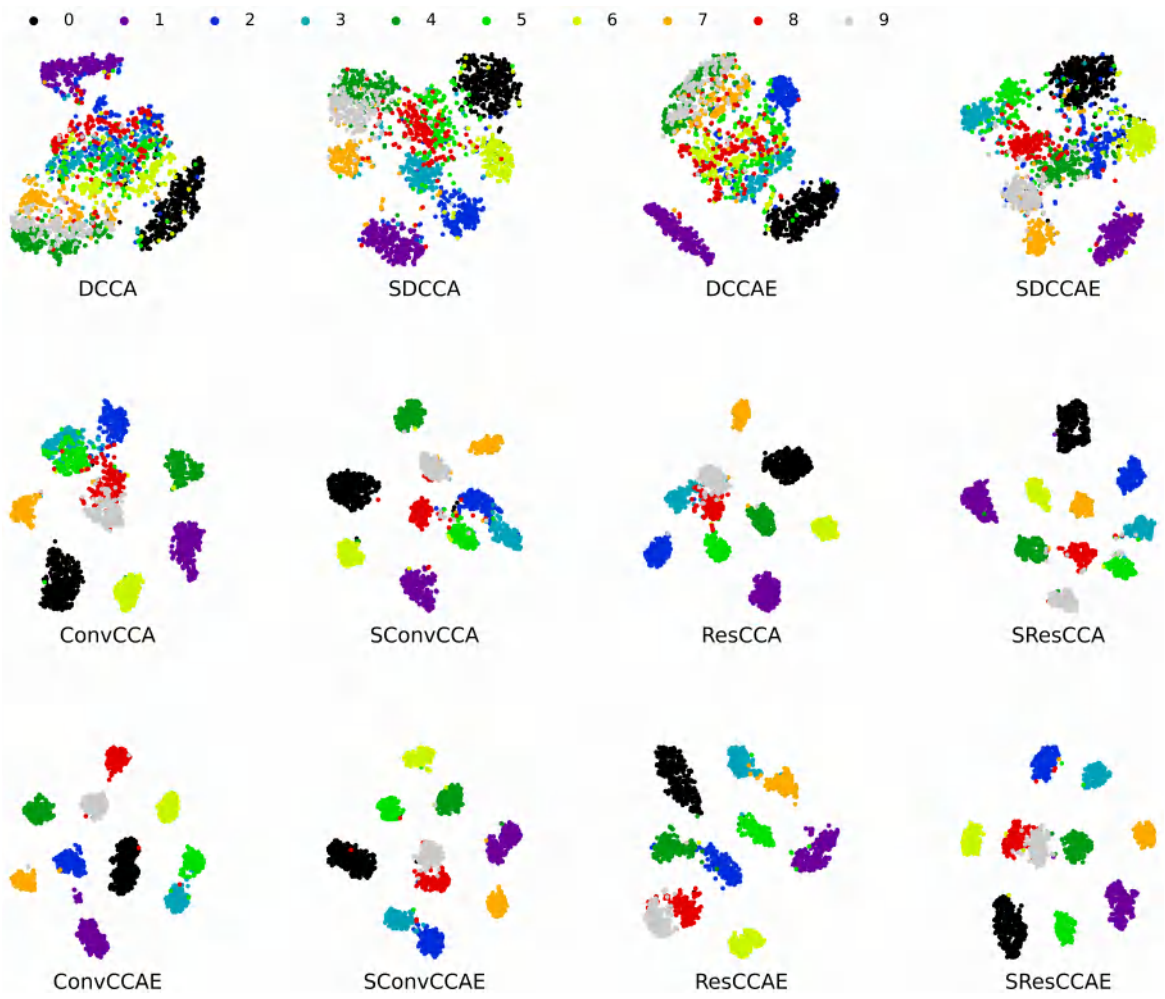 0 1 2 3 4 5 6 7 8 9
DCCA SDCCA DCCAE SDCCAE
ConvCCA SConvCCA ResCCA SResCCA
ConvCCAE SConvCCAE ResCCAE SResCCAE